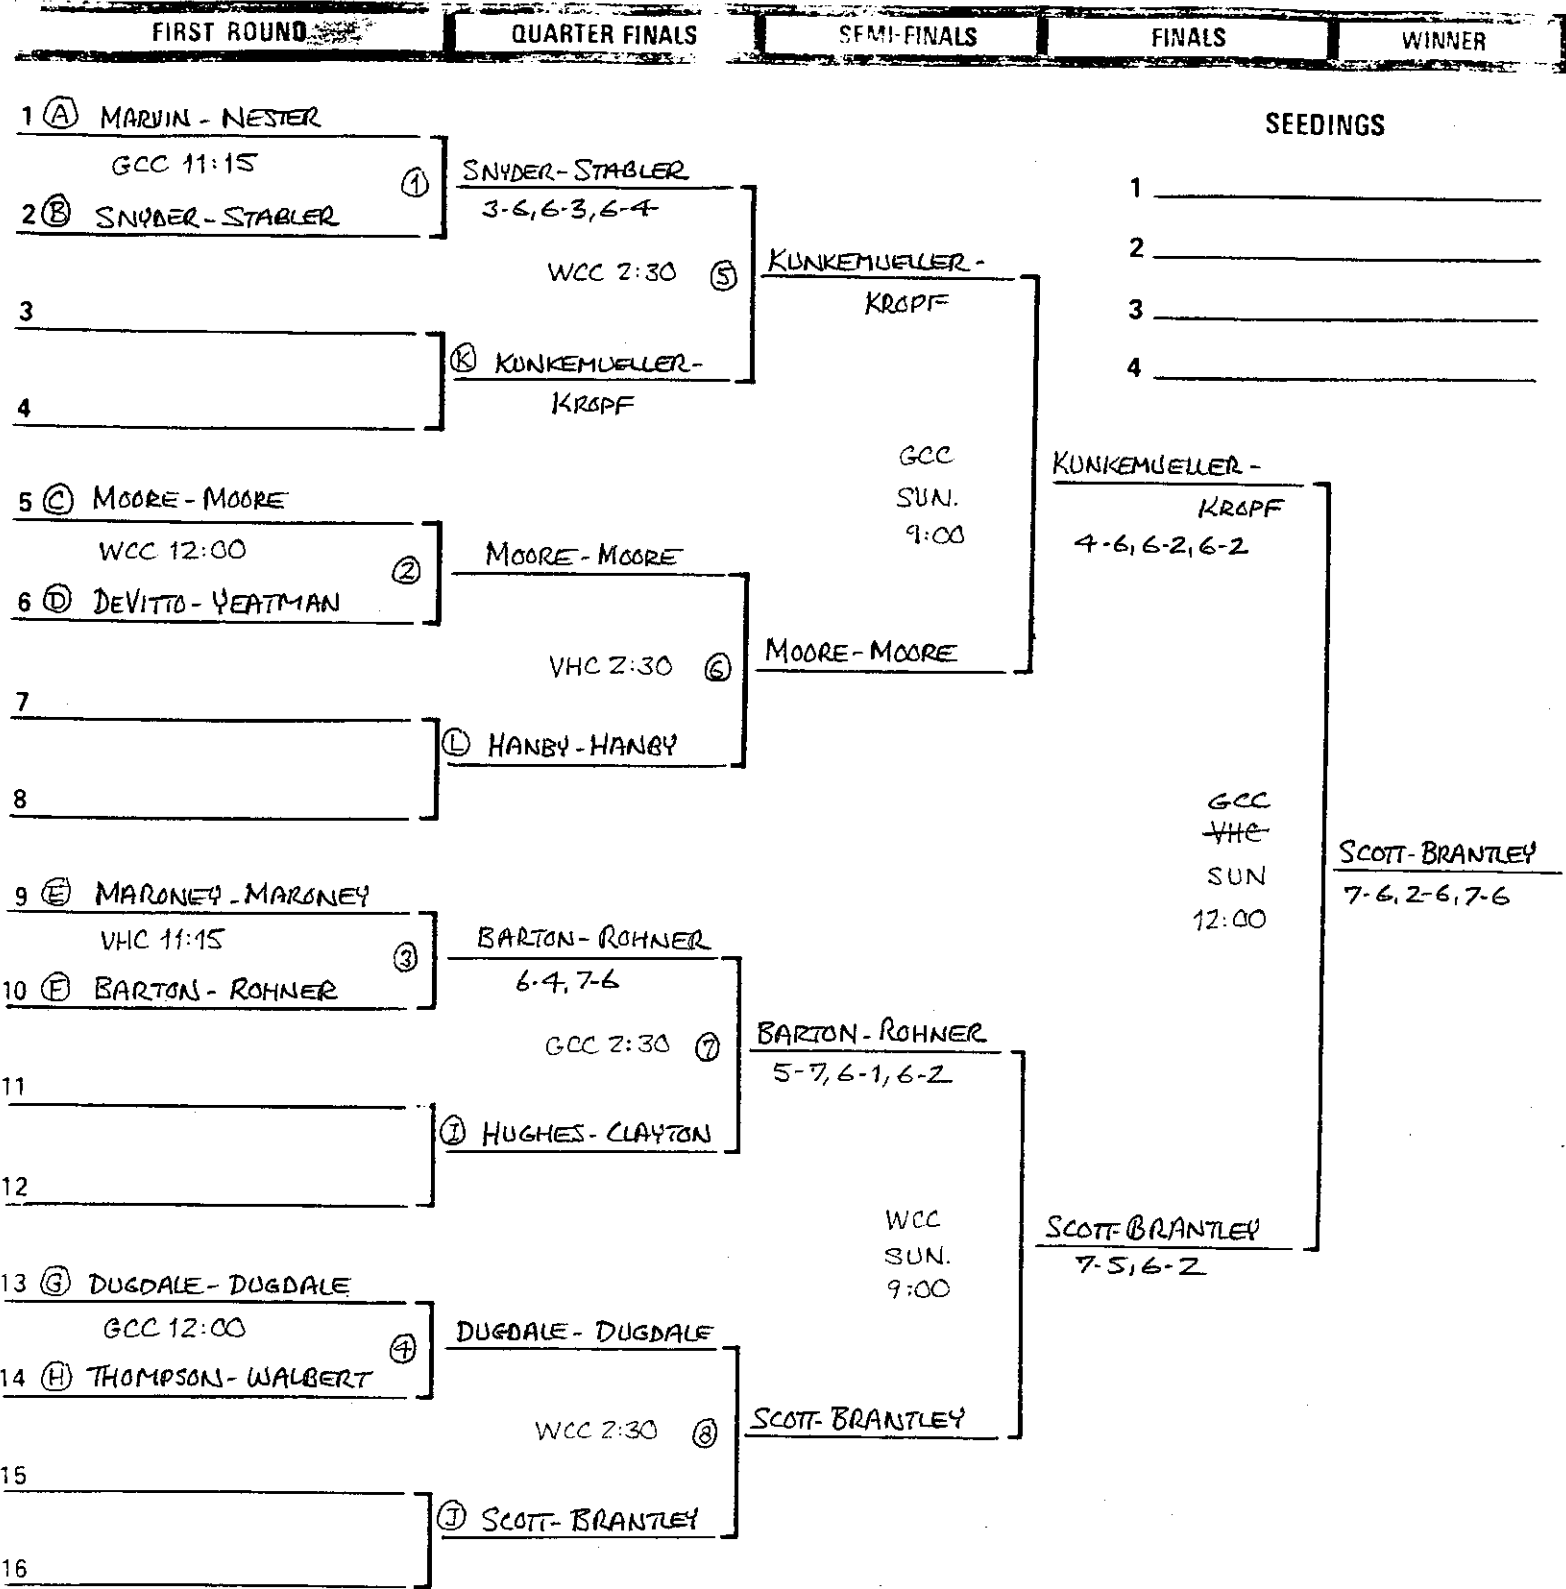 FIRST ROUND QUARTER FINALS SEMI-FINALS FINALS WINNER
SEEDINGS
1
2
3
4
1 Ⓐ MARVIN - NESTER
GCC 11:15
①
2 Ⓑ SNYDER - STABLER
3
4
5 Ⓒ MOORE - MOORE
WCC 12:00
②
6 Ⓓ DEVITTO - YEATMAN
7
8
9 Ⓔ MARONEY - MARONEY
VHC 11:15
③
10 Ⓕ BARTON - ROHNER
11
12
13 Ⓖ DUGDALE - DUGDALE
GCC 12:00
④
14 Ⓗ THOMPSON - WALBERT
15
16
SNYDER - STABLER
3-6, 6-3, 6-4
WCC 2:30 ⑤
Ⓚ KUNKEMUELLER -
KROPF
MOORE - MOORE
VHC 2:30 ⑥
Ⓛ HANBY - HANBY
BARTON - ROHNER
6-4, 7-6
GCC 2:30 ⑦
Ⓘ HUGHES - CLAYTON
DUGDALE - DUGDALE
WCC 2:30 ⑧
Ⓙ SCOTT - BRANTLEY
KUNKEMUELLER -
KROPF
GCC
SUN.
9:00
MOORE - MOORE
BARTON - ROHNER
5-7, 6-1, 6-2
WCC
SUN.
9:00
SCOTT - BRANTLEY
KUNKEMUELLER -
KROPF
4-6, 6-2, 6-2
GCC
VHC
SUN
12:00
SCOTT - BRANTLEY
7-5, 6-2
SCOTT - BRANTLEY
7-6, 2-6, 7-6